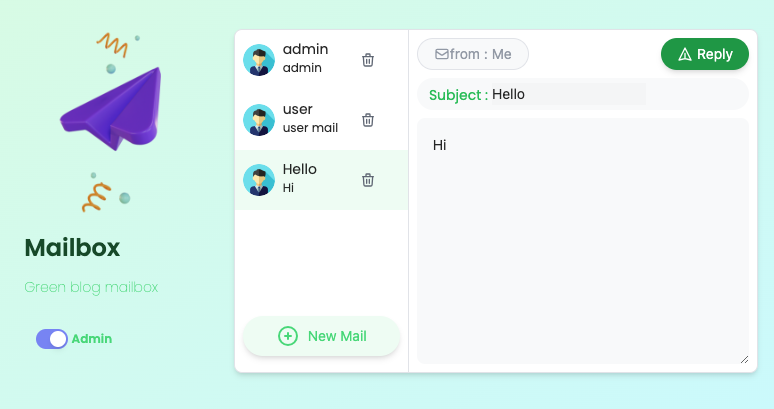 Mailbox
Green blog mailbox
Admin
admin
admin
user
user mail
Hello
Hi
New Mail
from : Me
Reply
Subject : Hello
Hi